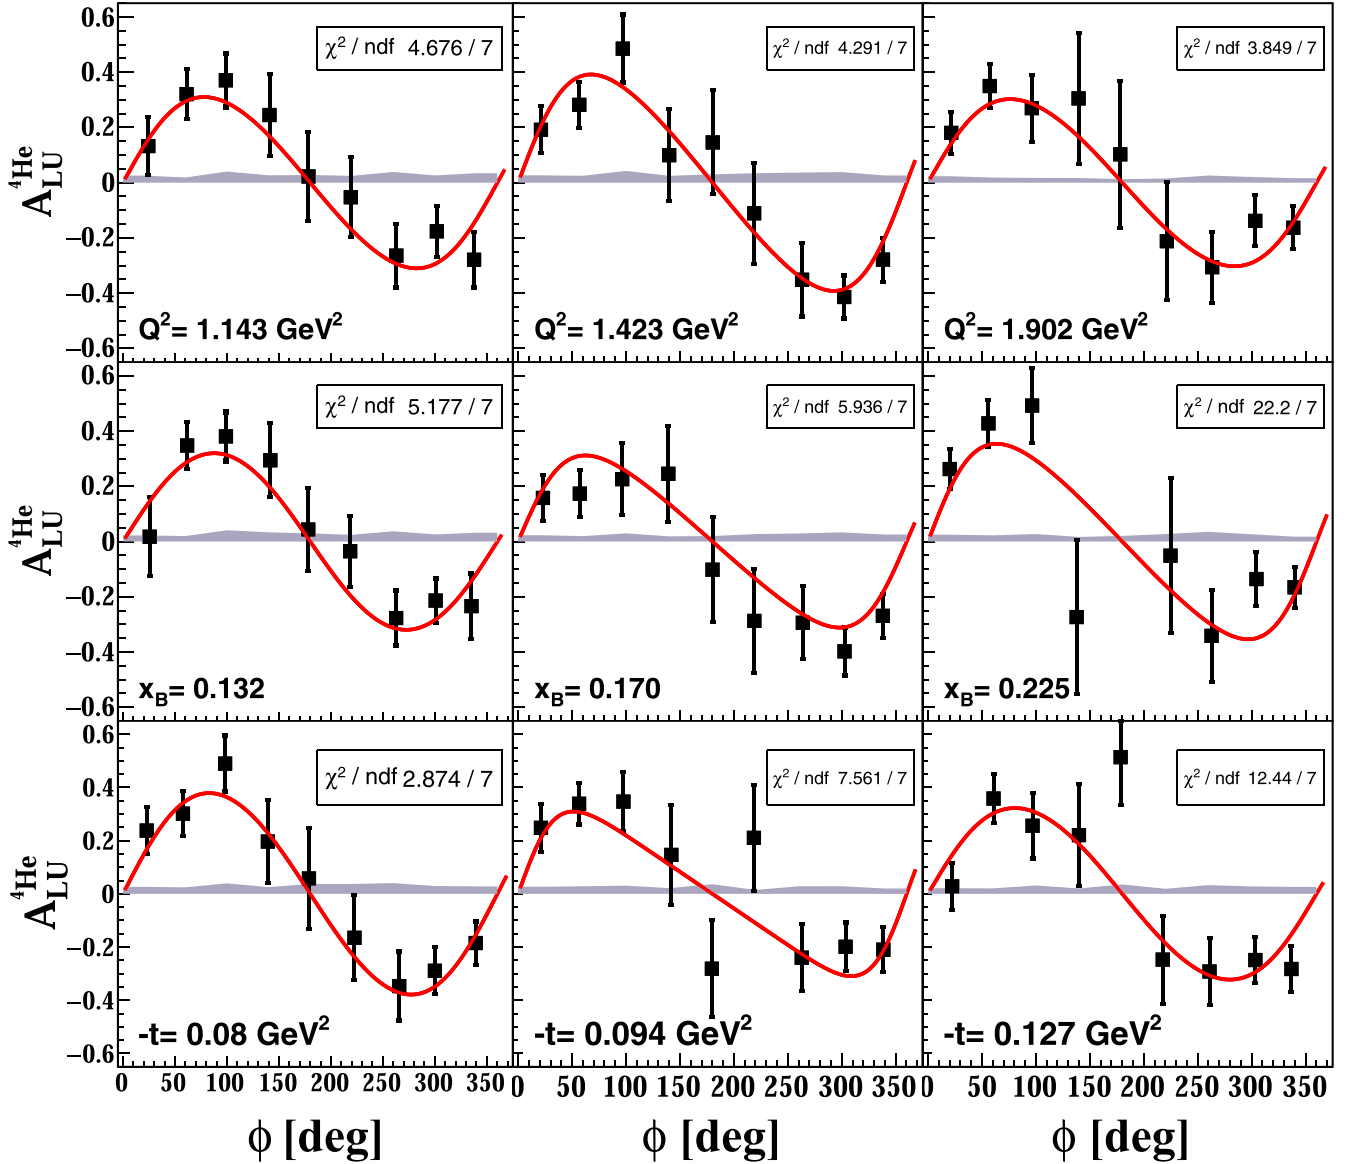 0.6
0.4
0.2
0
−0.2
−0.4
−0.6
A_LU^4He
χ² / ndf 4.676 / 7
Q²= 1.143 GeV²
χ² / ndf 4.291 / 7
Q²= 1.423 GeV²
χ² / ndf 3.849 / 7
Q²= 1.902 GeV²
0.6
0.4
0.2
0
−0.2
−0.4
−0.6
A_LU^4He
χ² / ndf 5.177 / 7
x_B= 0.132
χ² / ndf 5.936 / 7
x_B= 0.170
χ² / ndf 22.2 / 7
x_B= 0.225
0.6
0.4
0.2
0
−0.2
−0.4
−0.6
A_LU^4He
χ² / ndf 2.874 / 7
-t= 0.08 GeV²
χ² / ndf 7.561 / 7
-t= 0.094 GeV²
χ² / ndf 12.44 / 7
-t= 0.127 GeV²
0 50 100 150 200 250 300 350
0 50 100 150 200 250 300 350
0 50 100 150 200 250 300 350
ϕ [deg]
ϕ [deg]
ϕ [deg]